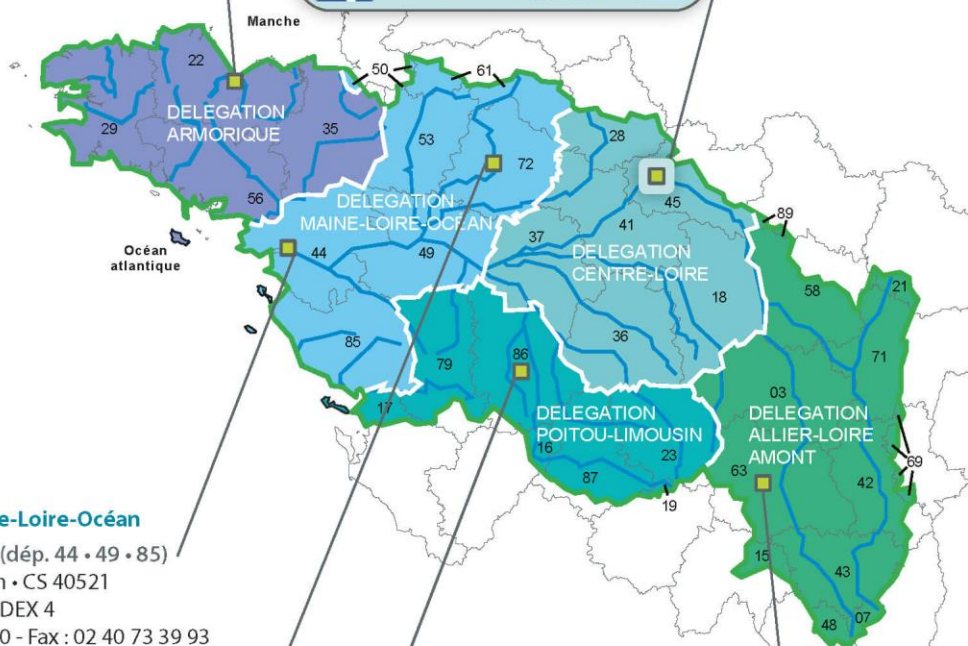 Manche
50
61
22
DELEGATION
ARMORIQUE
29
35
56
53
72
28
45
89
DELEGATION
MAINE-LOIRE-OCÉAN
41
37
DELEGATION
CENTRE-LOIRE
Océan
atlantique
44
49
58
21
18
85
36
71
79
86
03
17
DELEGATION
POITOU-LIMOUSIN
DELEGATION
ALLIER-LOIRE
AMONT
16
23
63
69
87
19
42
15
43
48
07
e-Loire-Océan
(dép. 44 • 49 • 85)
n • CS 40521
DEX 4
0 - Fax : 02 40 73 39 93